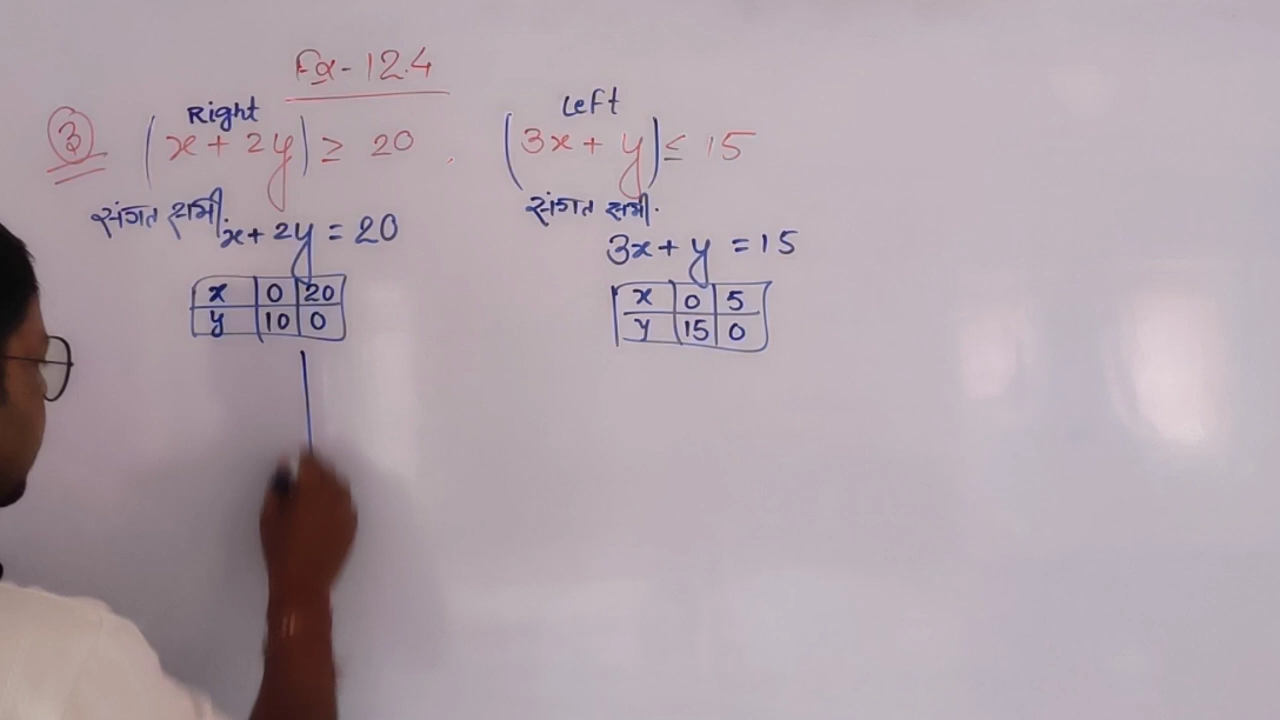 Ex-12.4
Right Left
③ (x + 2y) ≥ 20 , (3x + y) ≤ 15
संगत समी. संगत समी.
x + 2y = 20 3x + y = 15
x 0 20 x 0 5
y 10 0 y 15 0